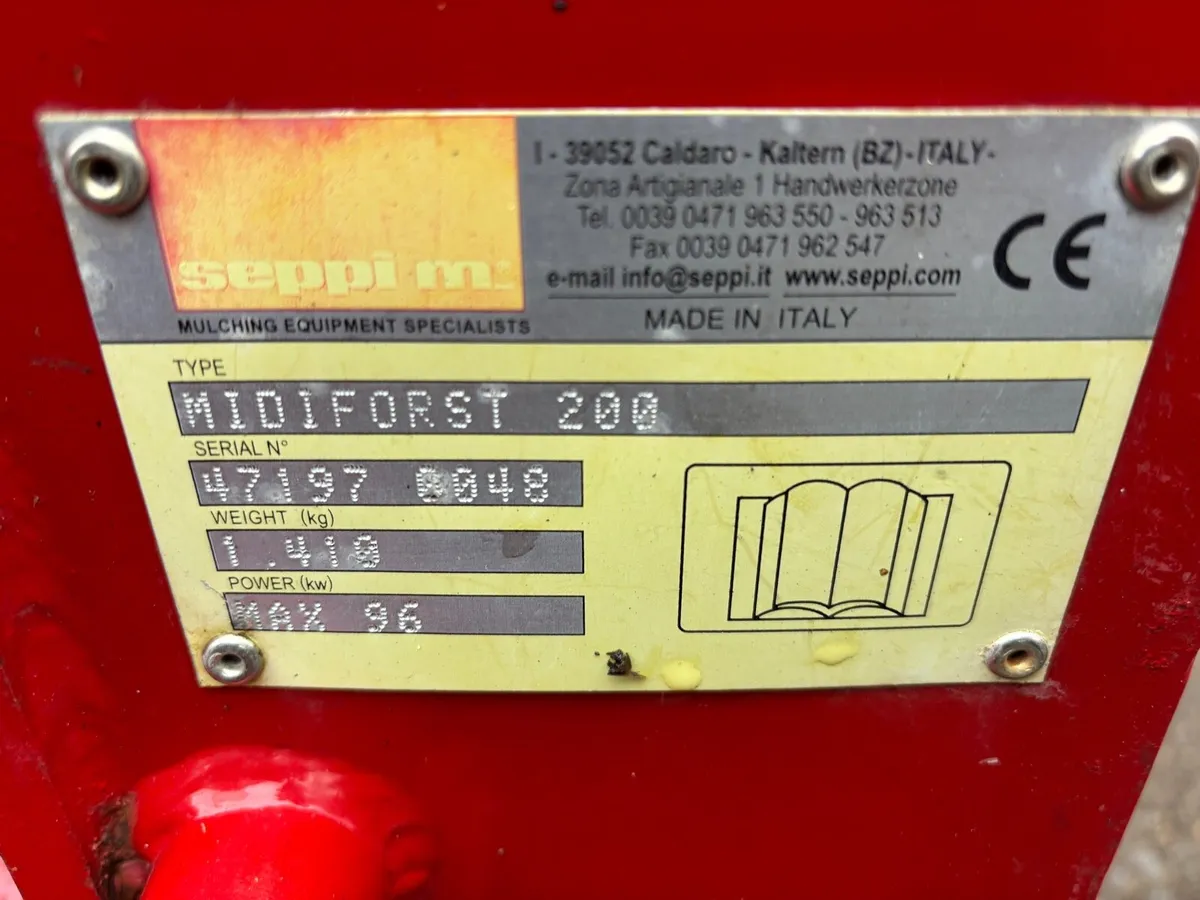 seppi m.
MULCHING EQUIPMENT SPECIALISTS
I - 39052 Caldaro - Kaltern (BZ) - ITALY -
Zona Artigianale 1 Handwerkerzone
Tel. 0039 0471 963 550 - 963 513
Fax 0039 0471 962 547
e-mail info@seppi.it www.seppi.com
MADE IN ITALY
CE
TYPE
MIDIFORST 200
SERIAL N°
47197 0048
WEIGHT (kg)
1.410
POWER (kw)
MAX 96